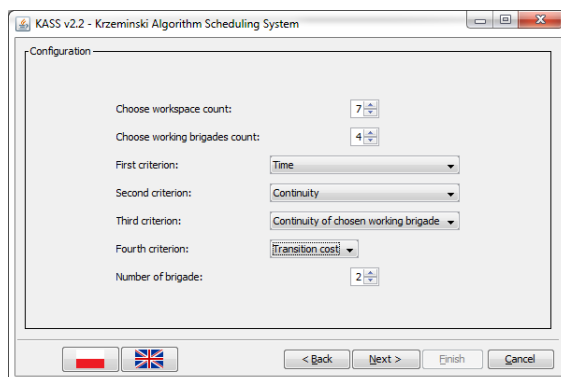 KASS v2.2 - Krzeminski Algorithm Scheduling System
Configuration
Choose workspace count: 7
Choose working brigades count: 4
First criterion: Time
Second criterion: Continuity
Third criterion: Continuity of chosen working brigade
Fourth criterion: Transition cost
Number of brigade: 2
< Back Next > Finish Cancel